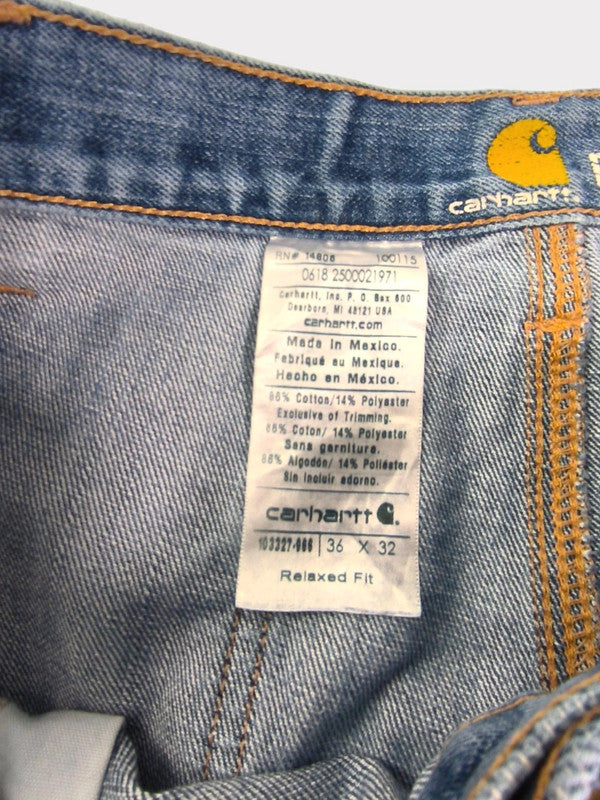 carhartt
RN# 14806 100115
0618 2500021971
Carhartt, Inc. P. O. Box 600
Dearborn, MI 48121 USA
carhartt.com
Made in Mexico.
Fabriqué au Mexique.
Hecho en México.
86% Cotton/14% Polyester
Exclusive of Trimming.
86% Coton/ 14% Polyester
Sans garniture.
86% Algodón/ 14% Poliéster
Sin incluir adorno.
carhartt
36 X 32
Relaxed Fit